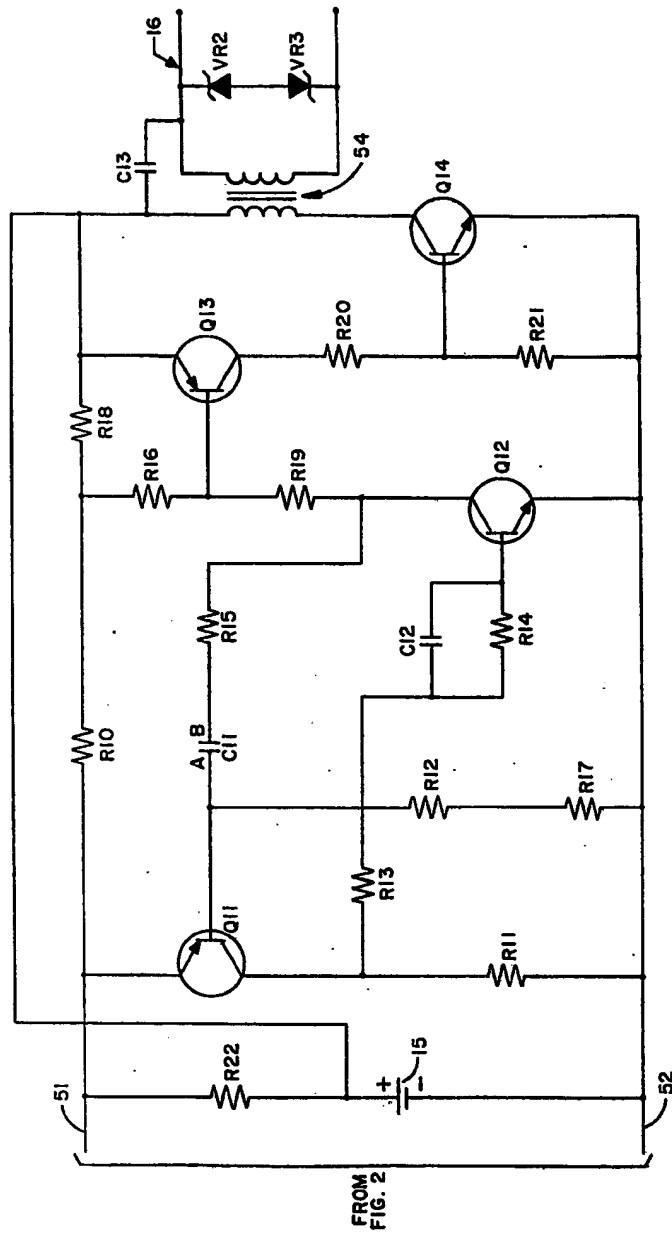 16
VR2
VR3
C13
54
Q14
Q13
R20
R21
R18
R16
R19
Q12
R15
C12
R14
R10
A
B
C11
R12
R17
R13
Q11
R11
51
R22
+
15
-
52
FROM
FIG. 2